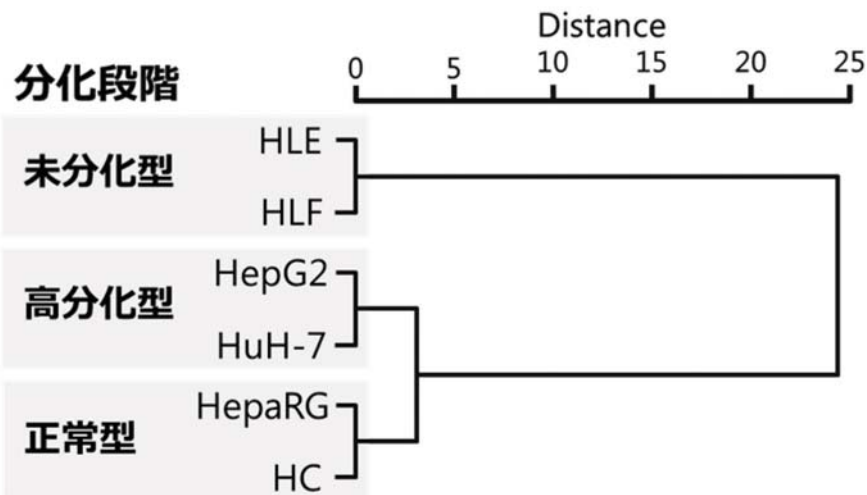 Distance
0 5 10 15 20 25
分化段階
未分化型
HLE
HLF
高分化型
HepG2
HuH-7
正常型
HepaRG
HC